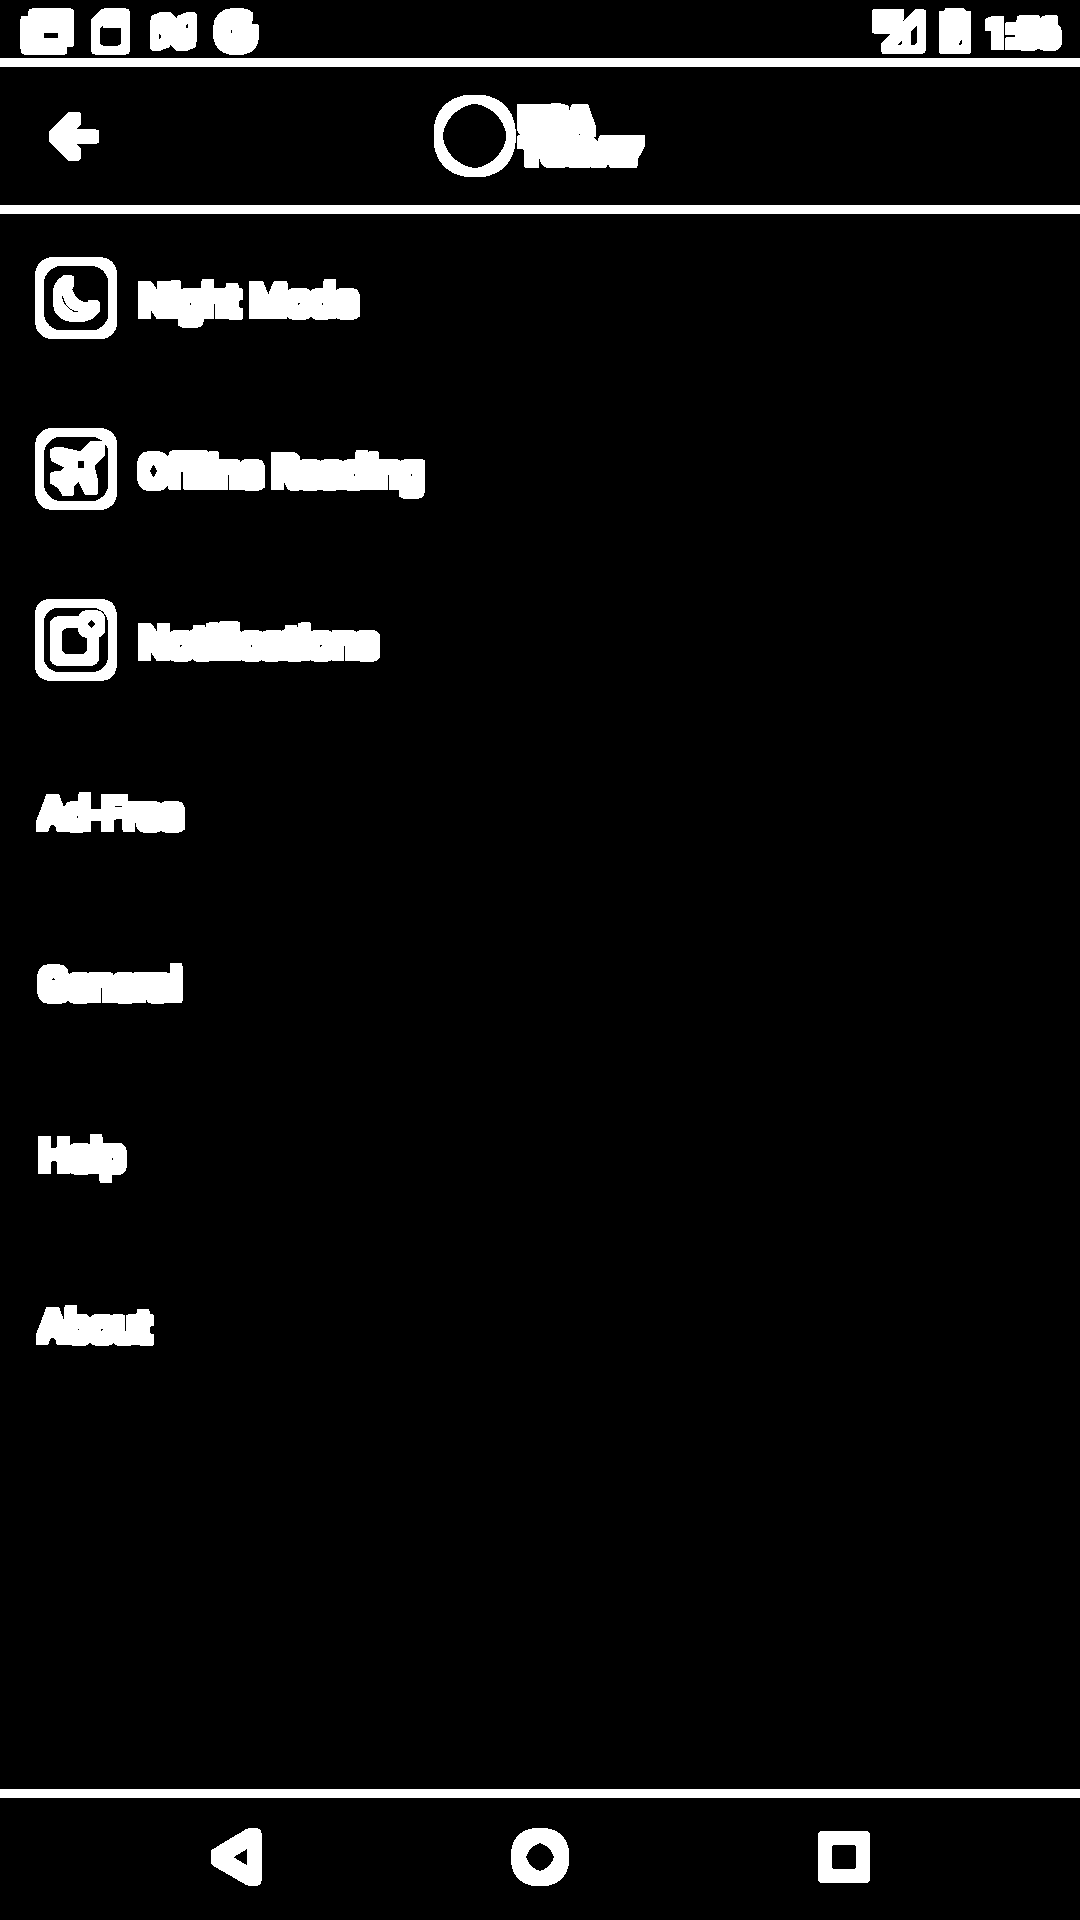 USA
TODAY
Night Mode
Offline Reading
Notifications
Ad-Free
General
Help
About